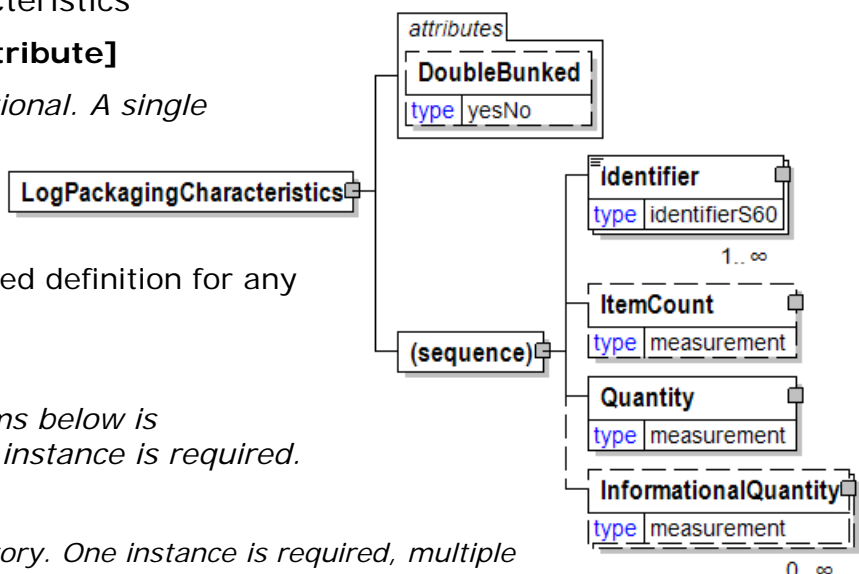 cteristics
tribute]
ional. A single
ed definition for any
ms below is
instance is required.
ory. One instance is required, multiple
attributes
DoubleBunked
type yesNo
LogPackagingCharacteristics
(sequence)
Identifier
type identifierS60
1.. ∞
ItemCount
type measurement
Quantity
type measurement
InformationalQuantity
type measurement
0.. ∞